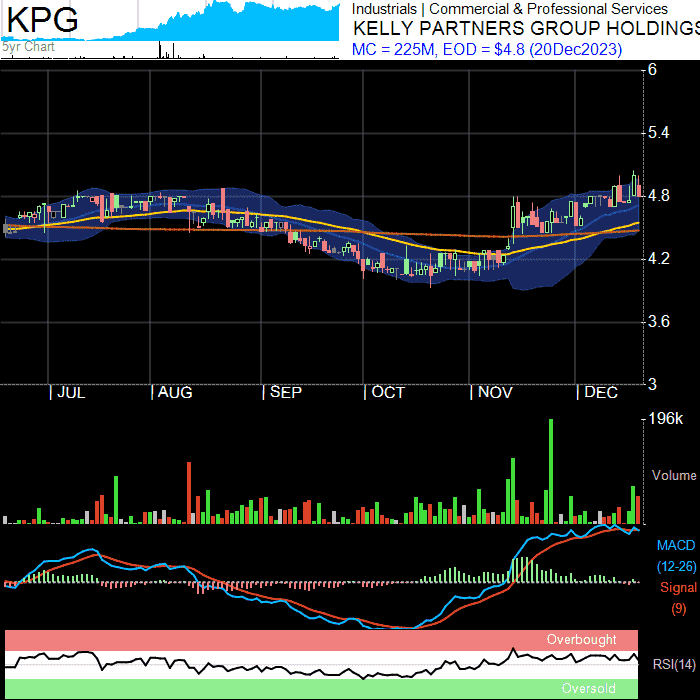 KPG
5yr Chart
Industrials | Commercial & Professional Services
KELLY PARTNERS GROUP HOLDINGS
MC = 225M, EOD = $4.8 (20Dec2023)
6
5.4
4.8
4.2
3.6
3
| JUL | AUG | SEP | OCT | NOV | DEC
196k
Volume
MACD
(12-26)
Signal
(9)
Overbought
RSI(14)
Oversold